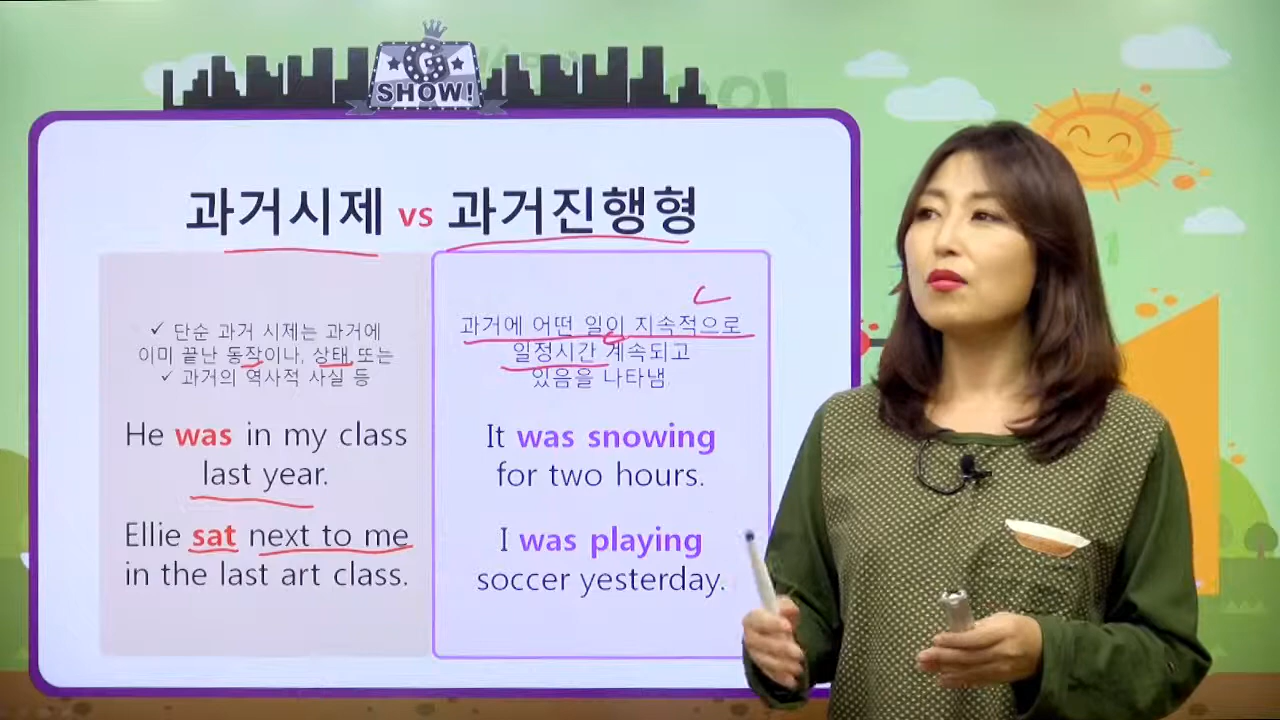 G
SHOW!
과거시제 vs 과거진행형
✓ 단순 과거 시제는 과거에
이미 끝난 동작이나, 상태 또는
✓ 과거의 역사적 사실 등
He was in my class
last year.
Ellie sat next to me
in the last art class.
과거에 어떤 일이 지속적으로
일정시간 계속되고
있음을 나타냄
It was snowing
for two hours.
I was playing
soccer yesterday.